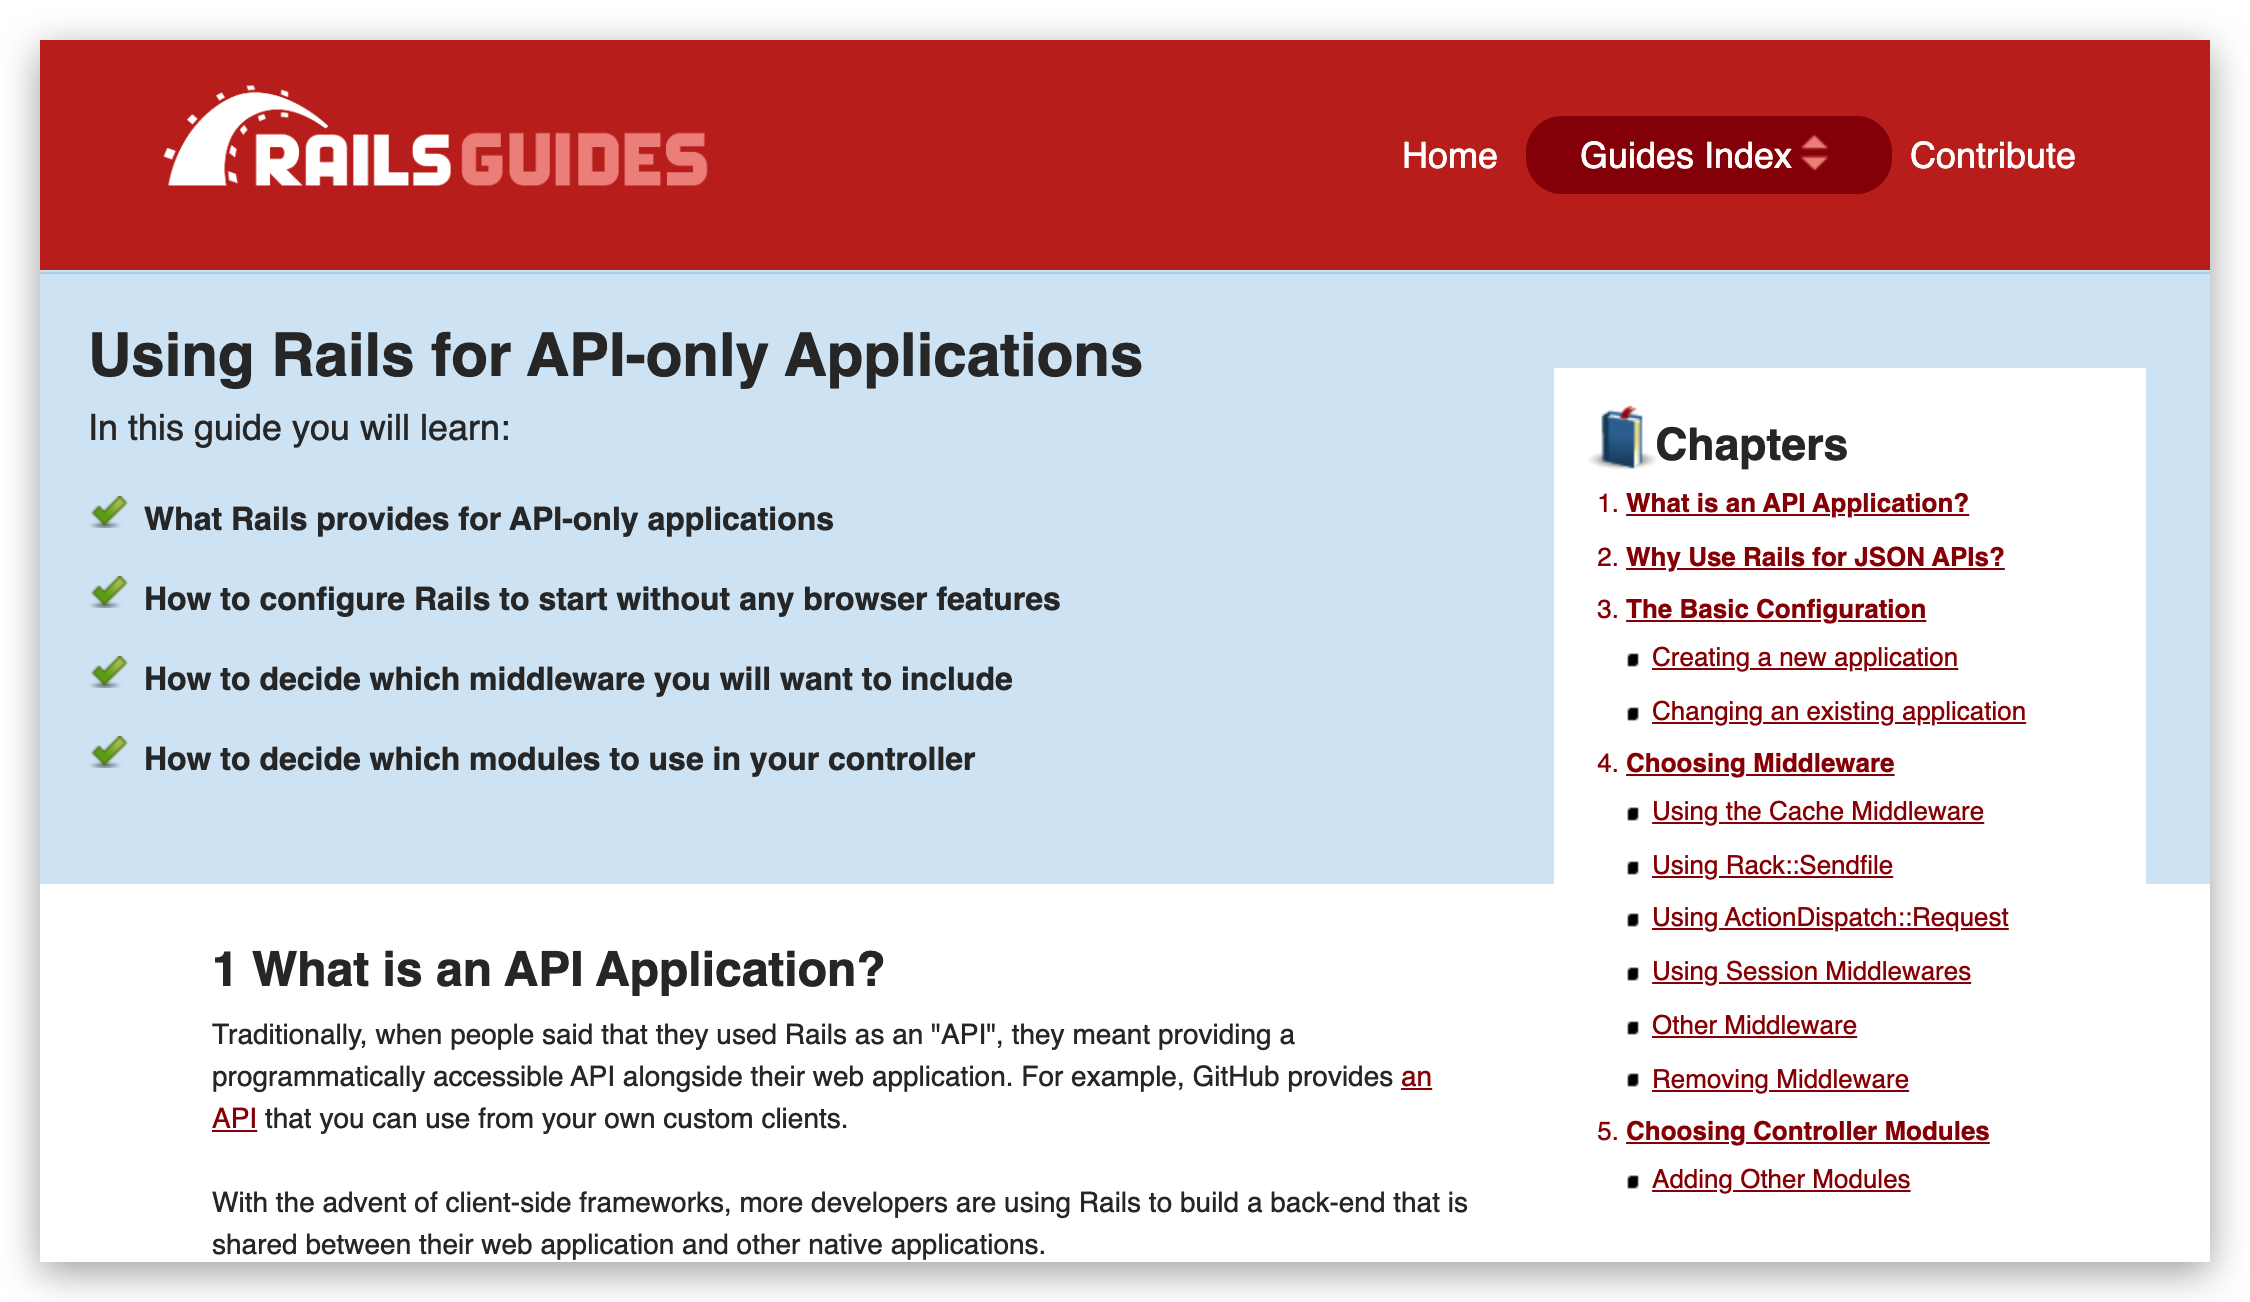 RAILS GUIDES
Home
Guides Index
Contribute
Using Rails for API-only Applications
In this guide you will learn:
What Rails provides for API-only applications
How to configure Rails to start without any browser features
How to decide which middleware you will want to include
How to decide which modules to use in your controller
Chapters
1. What is an API Application?
2. Why Use Rails for JSON APIs?
3. The Basic Configuration
Creating a new application
Changing an existing application
4. Choosing Middleware
Using the Cache Middleware
Using Rack::Sendfile
Using ActionDispatch::Request
Using Session Middlewares
Other Middleware
Removing Middleware
5. Choosing Controller Modules
Adding Other Modules
1 What is an API Application?
Traditionally, when people said that they used Rails as an "API", they meant providing a
programmatically accessible API alongside their web application. For example, GitHub provides an
API that you can use from your own custom clients.
With the advent of client-side frameworks, more developers are using Rails to build a back-end that is
shared between their web application and other native applications.